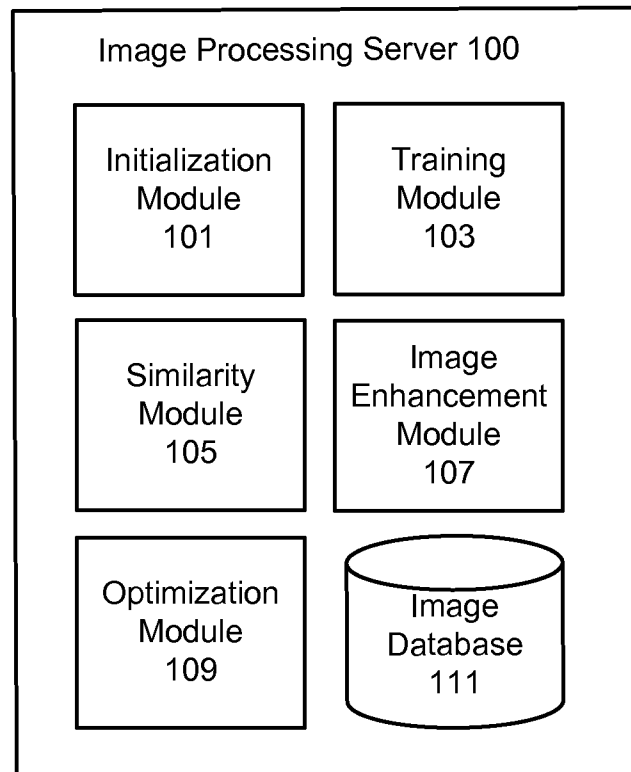 Image Processing Server 100
Initialization
Module
101
Training
Module
103
Similarity
Module
105
Image
Enhancement
Module
107
Optimization
Module
109
Image
Database
111